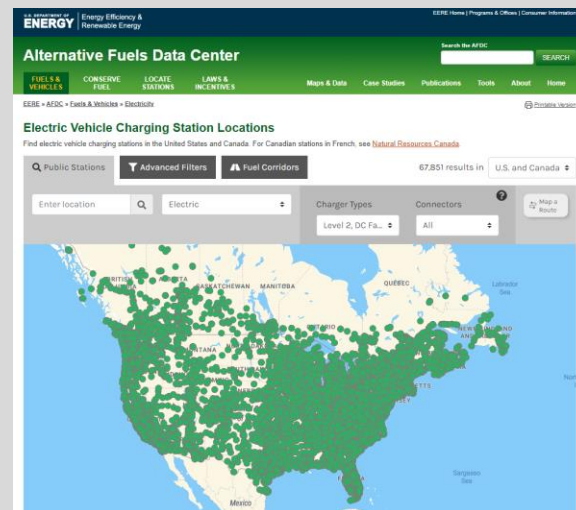 U.S. DEPARTMENT OF
ENERGY
Energy Efficiency &
Renewable Energy
EERE Home | Programs & Offices | Consumer Information
Alternative Fuels Data Center
Search the AFDC
SEARCH
FUELS & VEHICLES
CONSERVE FUEL
LOCATE STATIONS
LAWS & INCENTIVES
Maps & Data
Case Studies
Publications
Tools
About
Home
EERE » AFDC » Fuels & Vehicles » Electricity
Printable Version
Electric Vehicle Charging Station Locations
Find electric vehicle charging stations in the United States and Canada. For Canadian stations in French, see Natural Resources Canada.
Public Stations
Advanced Filters
Fuel Corridors
67,851 results in
U.S. and Canada
Enter location
Electric
Charger Types
Level 2, DC Fa...
Connectors
All
?
Map a
Route
SASKATCHEWAN
MANITOBA
QUEBEC
Labrador
Sea
Sargasso
Sea
Mexico